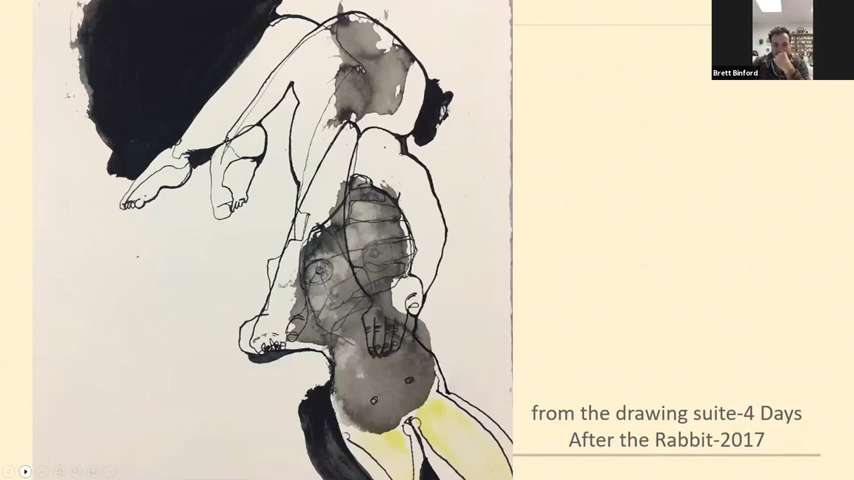 Brett Binford
from the drawing suite-4 Days
After the Rabbit-2017